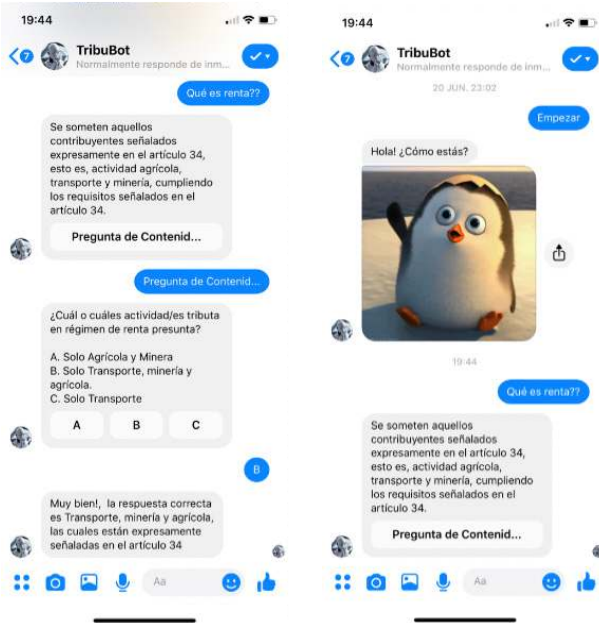 19:44
7
TribuBot
Normalmente responde de inm...
Qué es renta??
Se someten aquellos
contribuyentes señalados
expresamente en el artículo 34,
esto es, actividad agrícola,
transporte y minería, cumpliendo
los requisitos señalados en el
artículo 34.
Pregunta de Contenid...
Pregunta de Contenid...
¿Cuál o cuáles actividad/es tributa
en régimen de renta presunta?
A. Solo Agrícola y Minera
B. Solo Transporte, minería y
agrícola.
C. Solo Transporte
A B C
B
Muy bien!, la respuesta correcta
es Transporte, minería y agrícola,
las cuales están expresamente
señaladas en el artículo 34
Aa
19:44
7
TribuBot
Normalmente responde de inm...
20 JUN. 23:02
Empezar
Hola! ¿Cómo estás?
19:44
Qué es renta??
Se someten aquellos
contribuyentes señalados
expresamente en el artículo 34,
esto es, actividad agrícola,
transporte y minería, cumpliendo
los requisitos señalados en el
artículo 34.
Pregunta de Contenid...
Aa